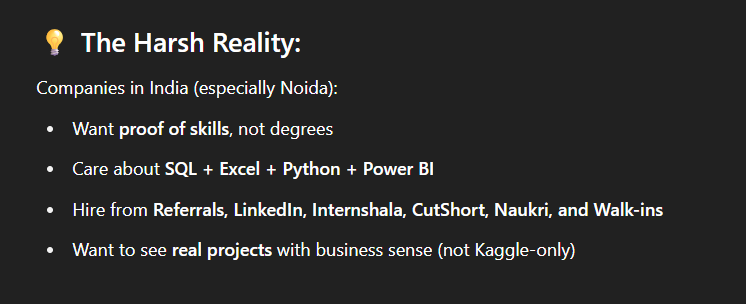 💡 The Harsh Reality:
Companies in India (especially Noida):
• Want proof of skills, not degrees
• Care about SQL + Excel + Python + Power BI
• Hire from Referrals, LinkedIn, Internshala, CutShort, Naukri, and Walk-ins
• Want to see real projects with business sense (not Kaggle-only)